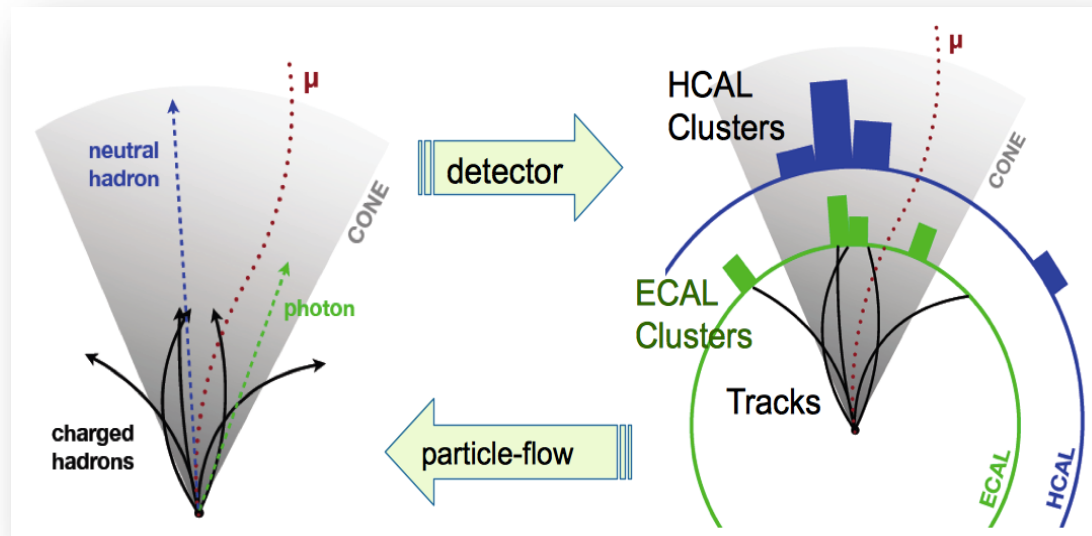 μ
neutral
hadron
CONE
photon
charged
hadrons
detector
particle-flow
μ
HCAL
Clusters
CONE
ECAL
Clusters
Tracks
ECAL
HCAL